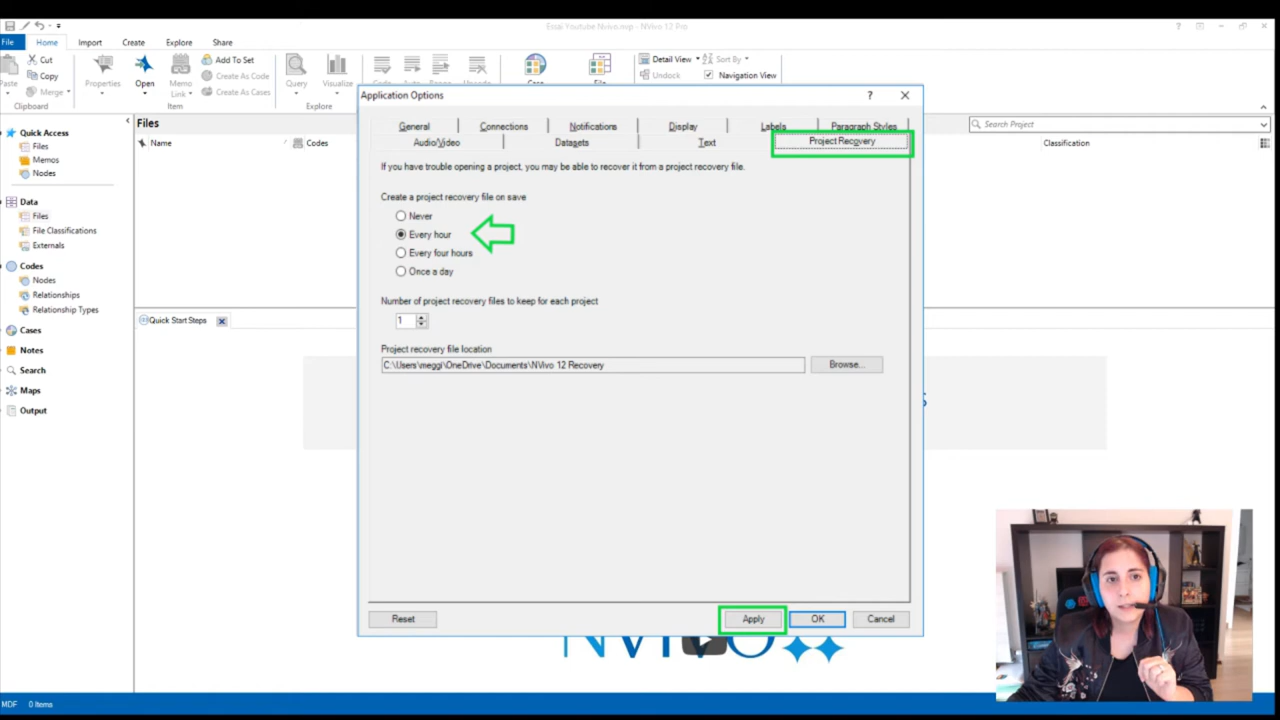 Essai Youtube Nvivo.nvp - NVivo 12 Pro
File Home Import Create Explore Share
Cut
Copy
Paste
Merge
Clipboard
Properties
Open
Memo
Link
Add To Set
Create As Code
Create As Cases
Item
Query
Visualize
Explore
Detail View
Sort By
Undo
Navigation View
Quick Access
Files
Memos
Nodes
Data
Files
File Classifications
Externals
Codes
Nodes
Relationships
Relationship Types
Cases
Notes
Search
Maps
Output
Files
Name
Codes
Search Project
Classification
Quick Start Steps
Application Options
?
General Connections Notifications Display Labels Paragraph Styles
Audio/Video Datasets Text Project Recovery
If you have trouble opening a project, you may be able to recover it from a project recovery file.
Create a project recovery file on save
Never
Every hour
Every four hours
Once a day
Number of project recovery files to keep for each project
1
Project recovery file location
C:\Users\meggi\OneDrive\Documents\NVivo 12 Recovery
Browse...
Reset
Apply
OK
Cancel
MDF 0 Items